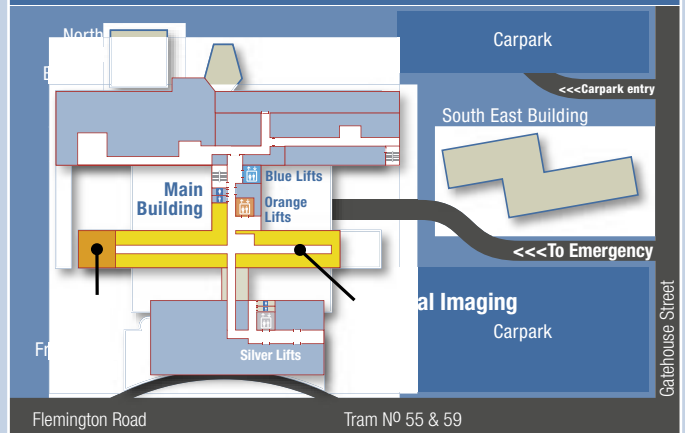 North
Carpark
<<<Carpark entry
South East Building
Blue Lifts
Main
Building
Orange
Lifts
<<<To Emergency
al Imaging
Carpark
Gatehouse Street
Silver Lifts
Flemington Road
Tram Nº 55 & 59